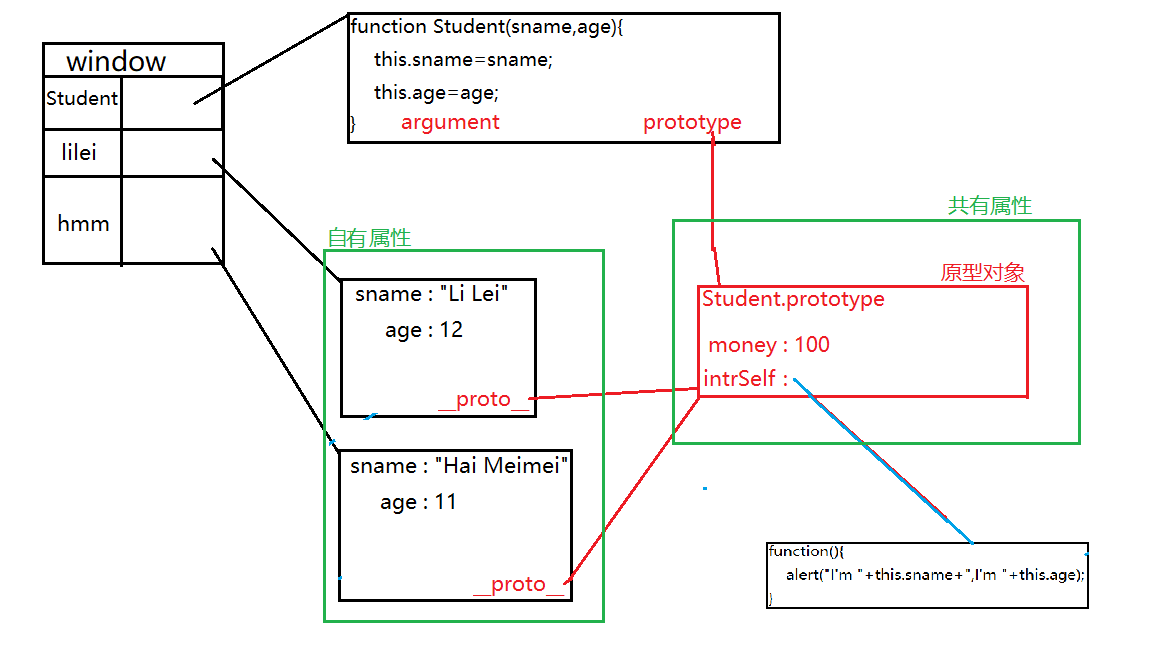 window
Student
lilei
hmm
function Student(sname,age){
this.sname=sname;
this.age=age;
}
argument prototype
自有属性
sname : "Li Lei"
age : 12
__proto__
sname : "Hai Meimei"
age : 11
__proto__
共有属性
原型对象
Student.prototype
money : 100
intrSelf :
function(){
alert("I'm "+this.sname+",I'm "+this.age);
}